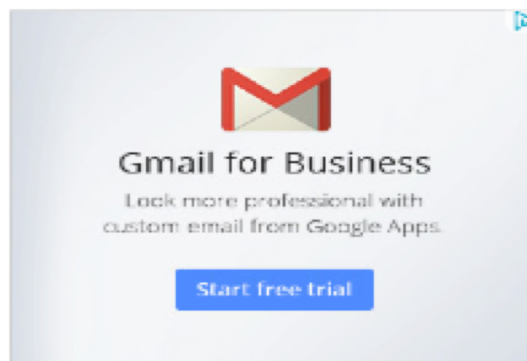 Gmail for Business
Look more professional with
custom email from Google Apps.
Start free trial